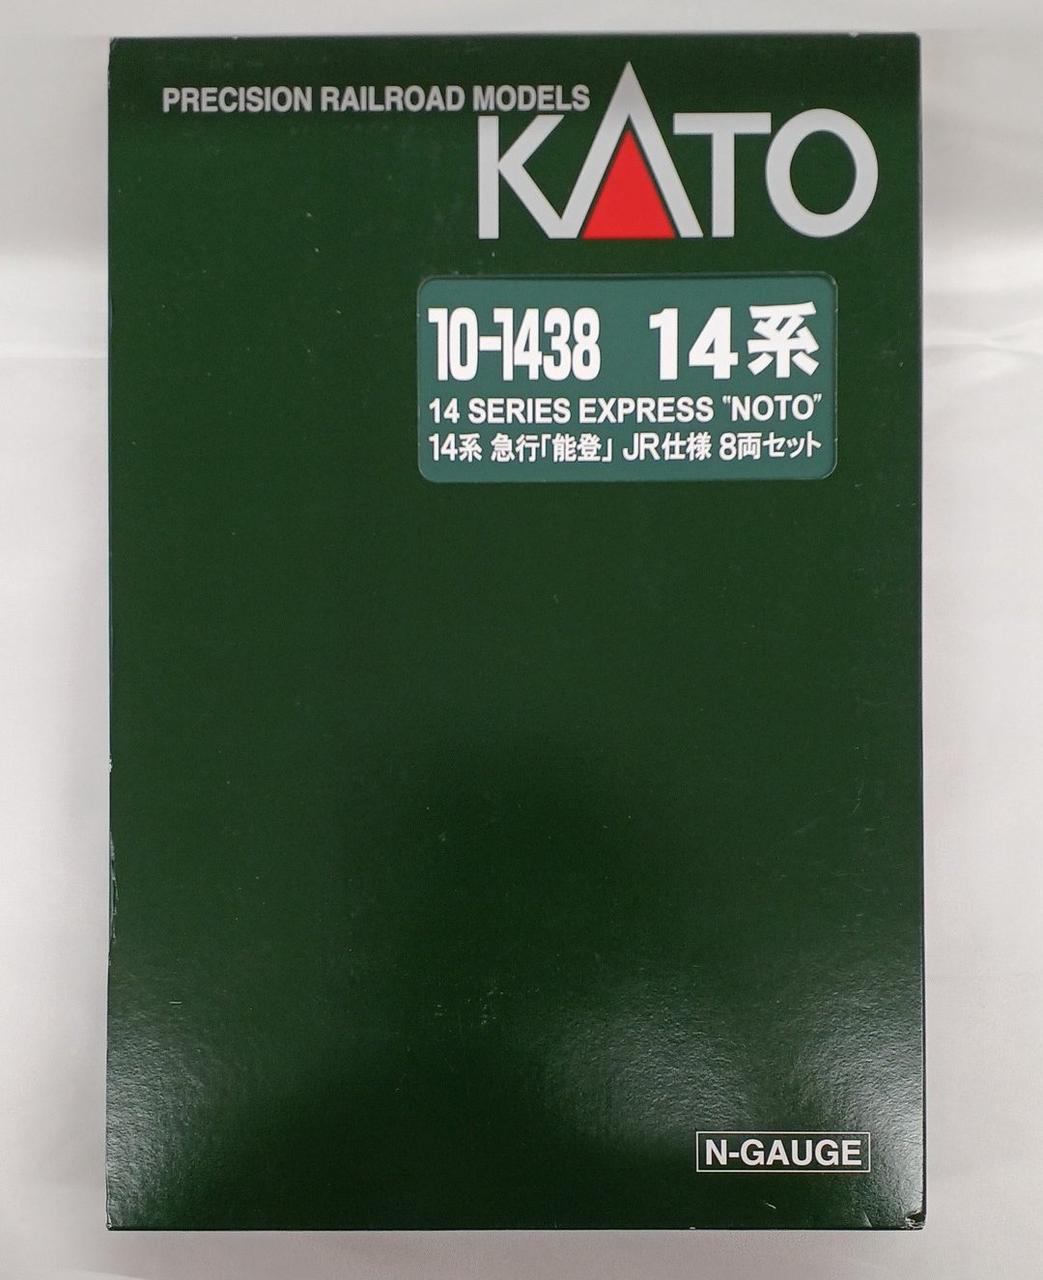 PRECISION RAILROAD MODELS
KATO
10-1438 14系
14 SERIES EXPRESS "NOTO"
14系 急行「能登」 JR仕様 8両セット
N-GAUGE